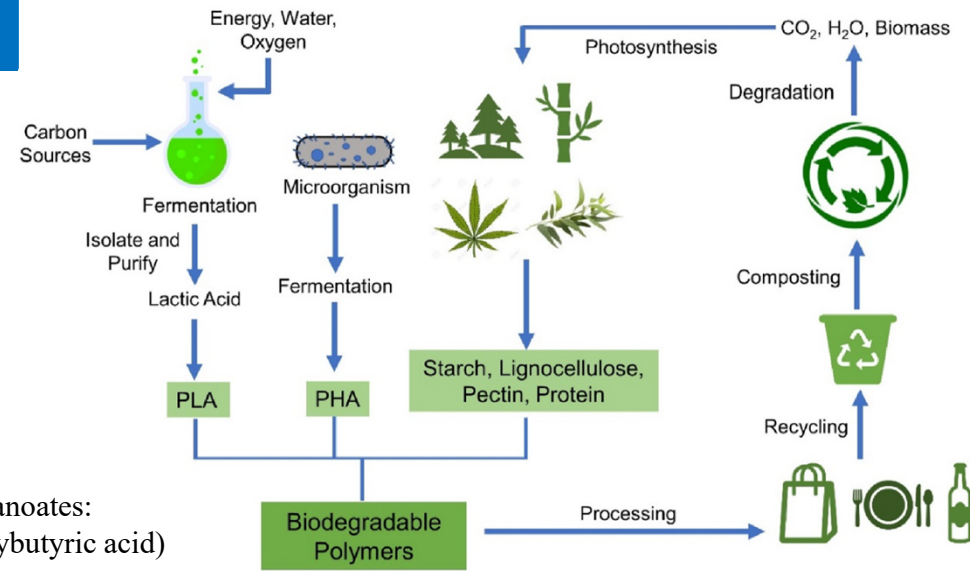 Energy, Water,
Oxygen
Carbon
Sources
Fermentation
Isolate and
Purify
Lactic Acid
PLA
Microorganism
Fermentation
PHA
Photosynthesis
CO₂, H₂O, Biomass
Degradation
Composting
Recycling
Starch, Lignocellulose,
Pectin, Protein
Biodegradable
Polymers
Processing
anoates:
ybutyric acid)